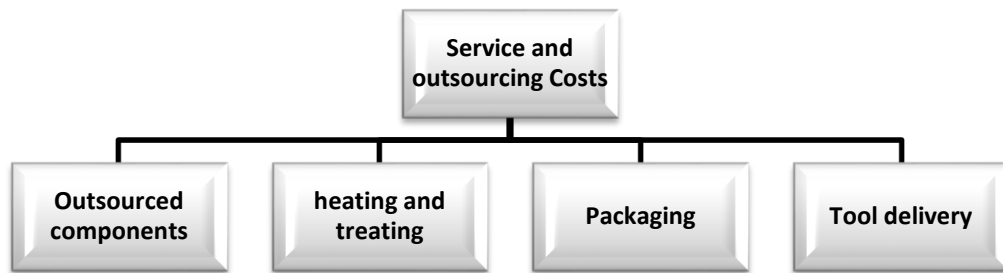 Service and
outsourcing Costs
Outsourced
components
heating and
treating
Packaging
Tool delivery